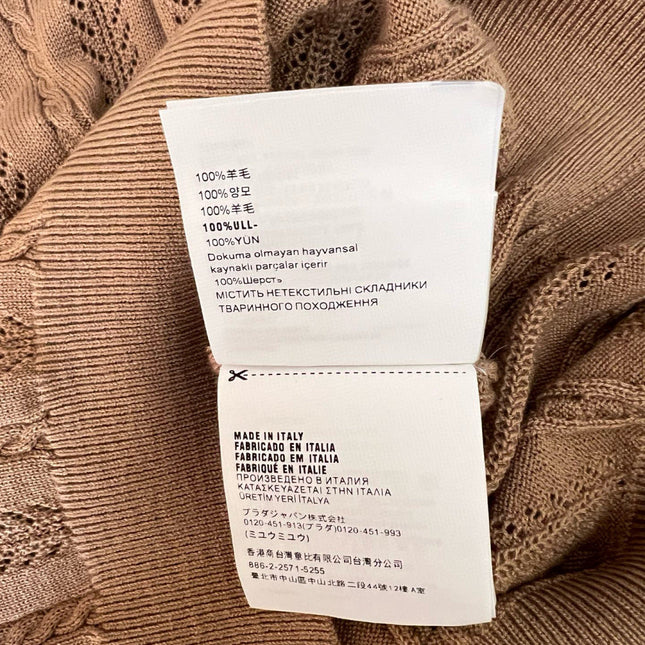 100%羊毛
100%양모
100%羊毛
100%ULL-
100%YÜN
Dokuma olmayan hayvansal
kaynaklı parçalar içerir
100%Шерсть
МІСТИТЬ НЕТЕКСТИЛЬНІ СКЛАДНИКИ
ТВАРИННОГО ПОХОДЖЕННЯ
MADE IN ITALY
FABRICADO EN ITALIA
FABRICADO EM ITALIA
FABRIQUÉ EN ITALIE
ПРОИЗВЕДЕНО В ИТАЛИЯ
ΚΑΤΑΣΚΕΥΑΖΕΤΑΙ ΣΤΗΝ ΙΤΑΛΙΑ
ÜRETİM YERİ İTALYA
プラダジャパン株式会社
0120-451-913(プラダ)0120-451-993
(ミユウミユウ)
香港商台灣意比有限公司台灣分公司
886-2-2571-5255
臺北市中山區中山北路二段44號12樓A室